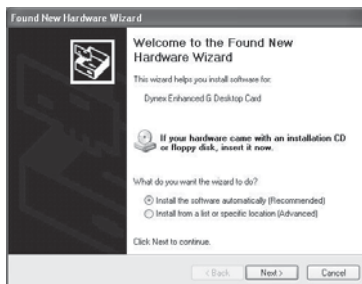 Found New Hardware Wizard
Welcome to the Found New
Hardware Wizard
This wizard helps you install software for:
Dynex Enhanced G Desktop Card
If your hardware came with an installation CD
or floppy disk, insert it now.
What do you want the wizard to do?
Install the software automatically (Recommended)
Install from a list or specific location (Advanced)
Click Next to continue.
< Back
Next >
Cancel